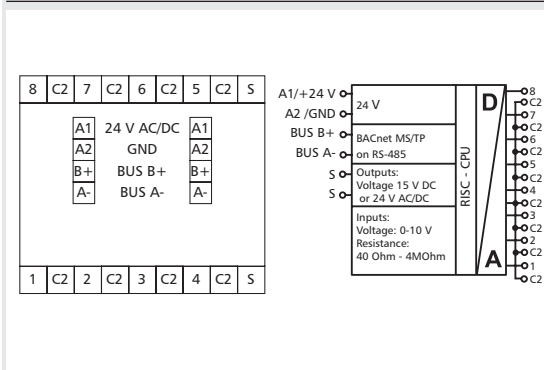 8 C2 7 C2 6 C2 5 C2 S
A1 24 V AC/DC A1
A2 GND A2
B+ BUS B+ B+
A- BUS A- A-
1 C2 2 C2 3 C2 4 C2 S
A1/+24 V
A2 /GND
BUS B+
BUS A-
S
S
24 V
BACnet MS/TP
on RS-485
Outputs:
Voltage 15 V DC
or 24 V AC/DC
Inputs:
Voltage: 0-10 V
Resistance:
40 Ohm - 4MOhm
RISC - CPU
D
A
8
C2
7
C2
6
C2
5
C2
4
C2
3
C2
2
C2
1
C2